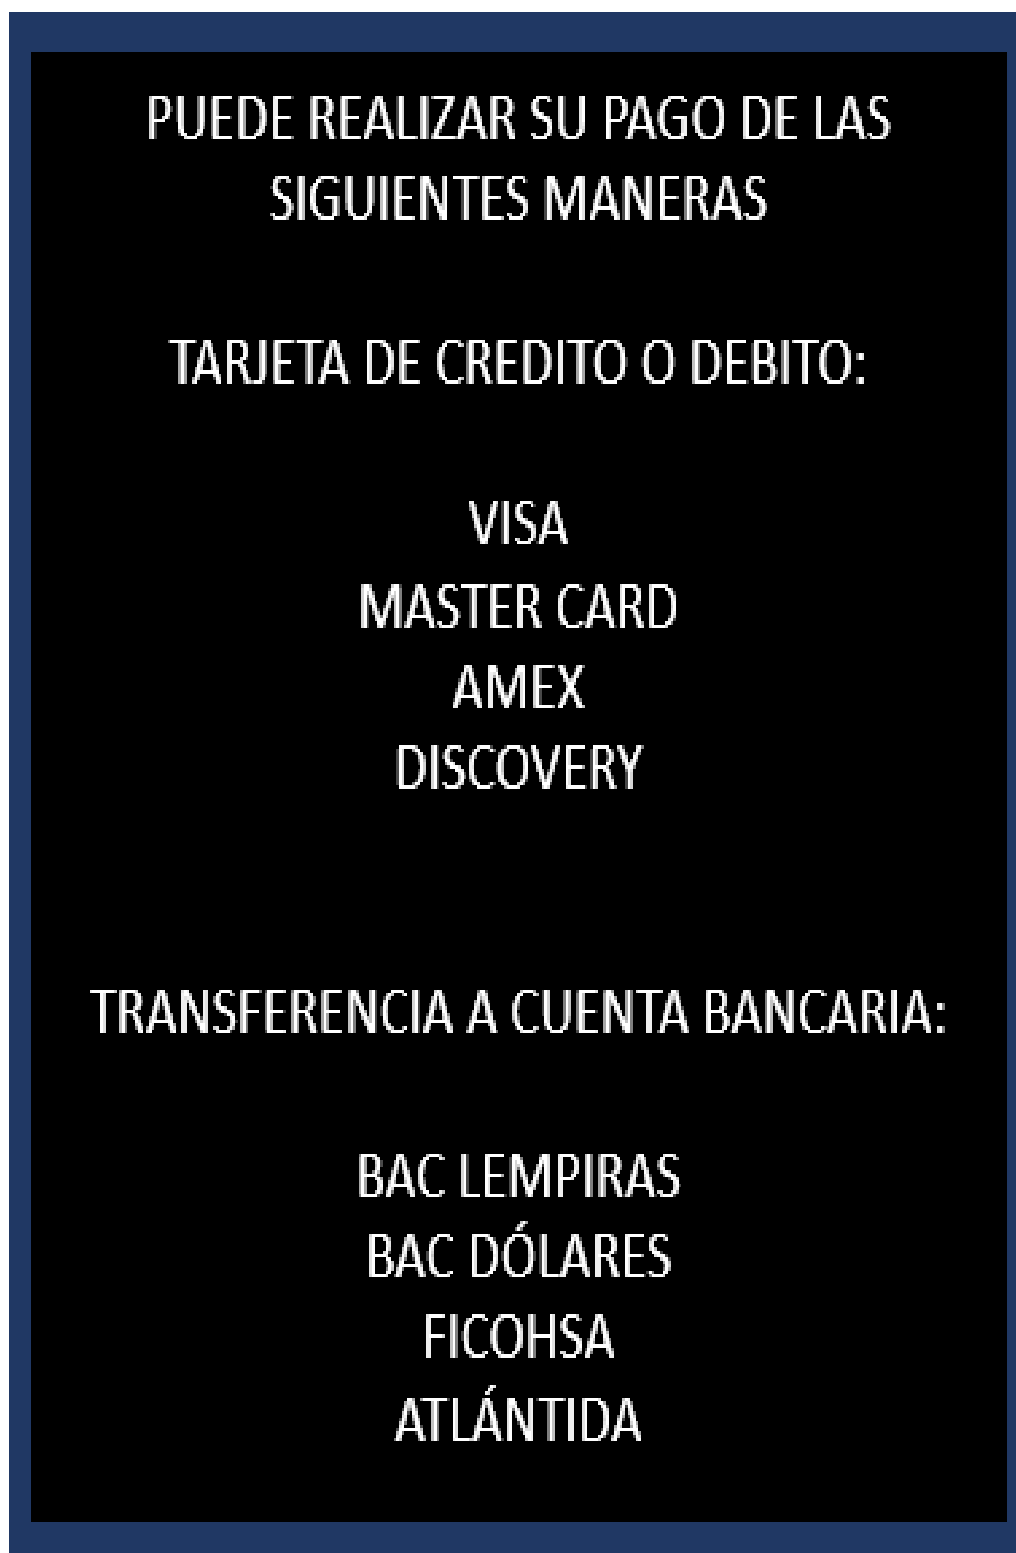 PUEDE REALIZAR SU PAGO DE LAS
SIGUIENTES MANERAS
TARJETA DE CREDITO O DEBITO:
VISA
MASTER CARD
AMEX
DISCOVERY
TRANSFERENCIA A CUENTA BANCARIA:
BAC LEMPIRAS
BAC DÓLARES
FICOHSA
ATLÁNTIDA